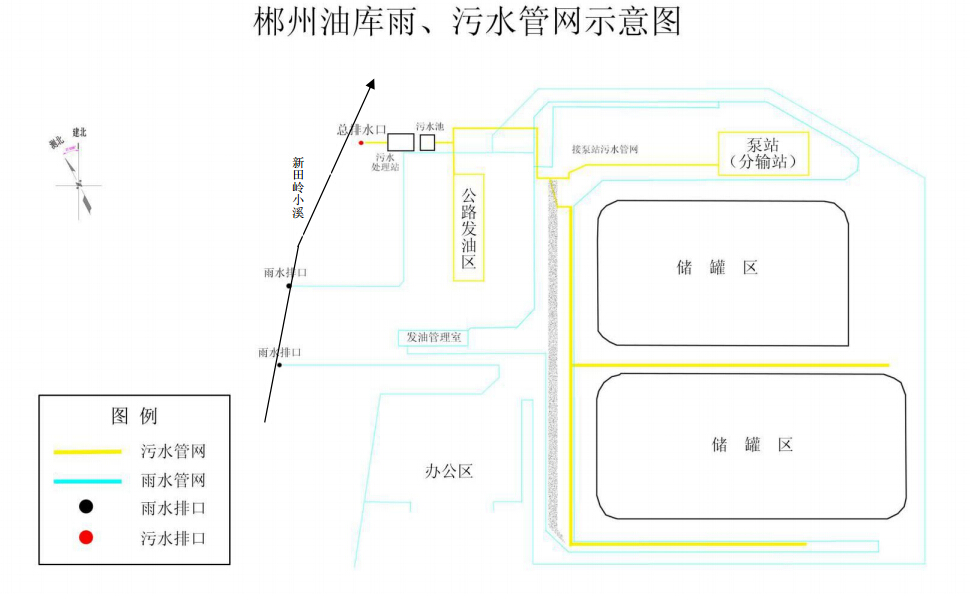 郴州油库雨、污水管网示意图
测北
建北
总排水口
污水池
污水
处理站
接泵站污水管网
泵站
（分输站）
新田岭小溪
公路发油区
储 罐 区
雨水排口
发油管理室
雨水排口
图 例
污水管网
雨水管网
雨水排口
污水排口
办公区
储 罐 区